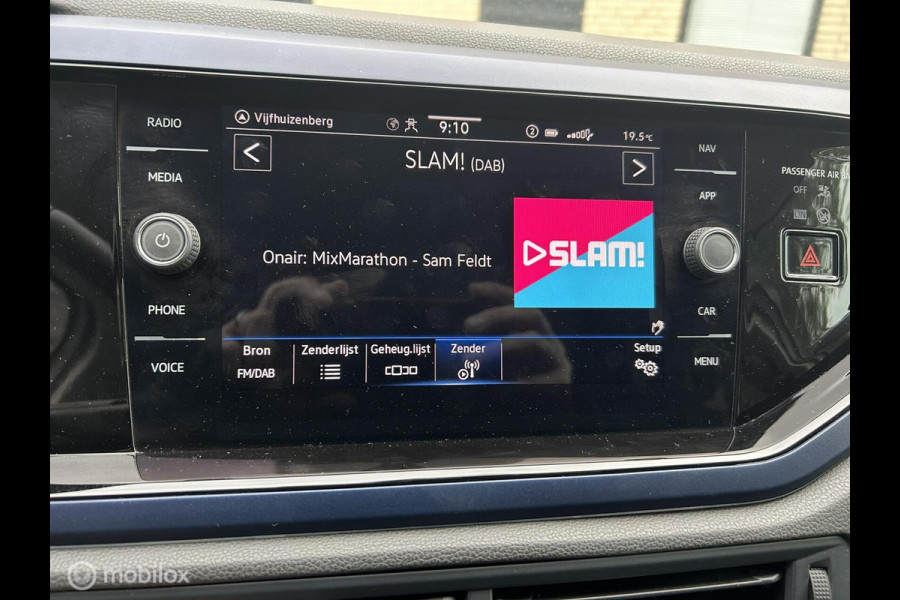 RADIO
MEDIA
PHONE
VOICE
Vijfhuizenberg
9:10
2
19.5°C
SLAM! (DAB)
Onair: MixMarathon - Sam Feldt
SLAM!
Bron
FM/DAB
Zenderlijst
Geheug.lijst
Zender
Setup
NAV
APP
CAR
MENU
PASSENGER AIR
OFF
mobilox